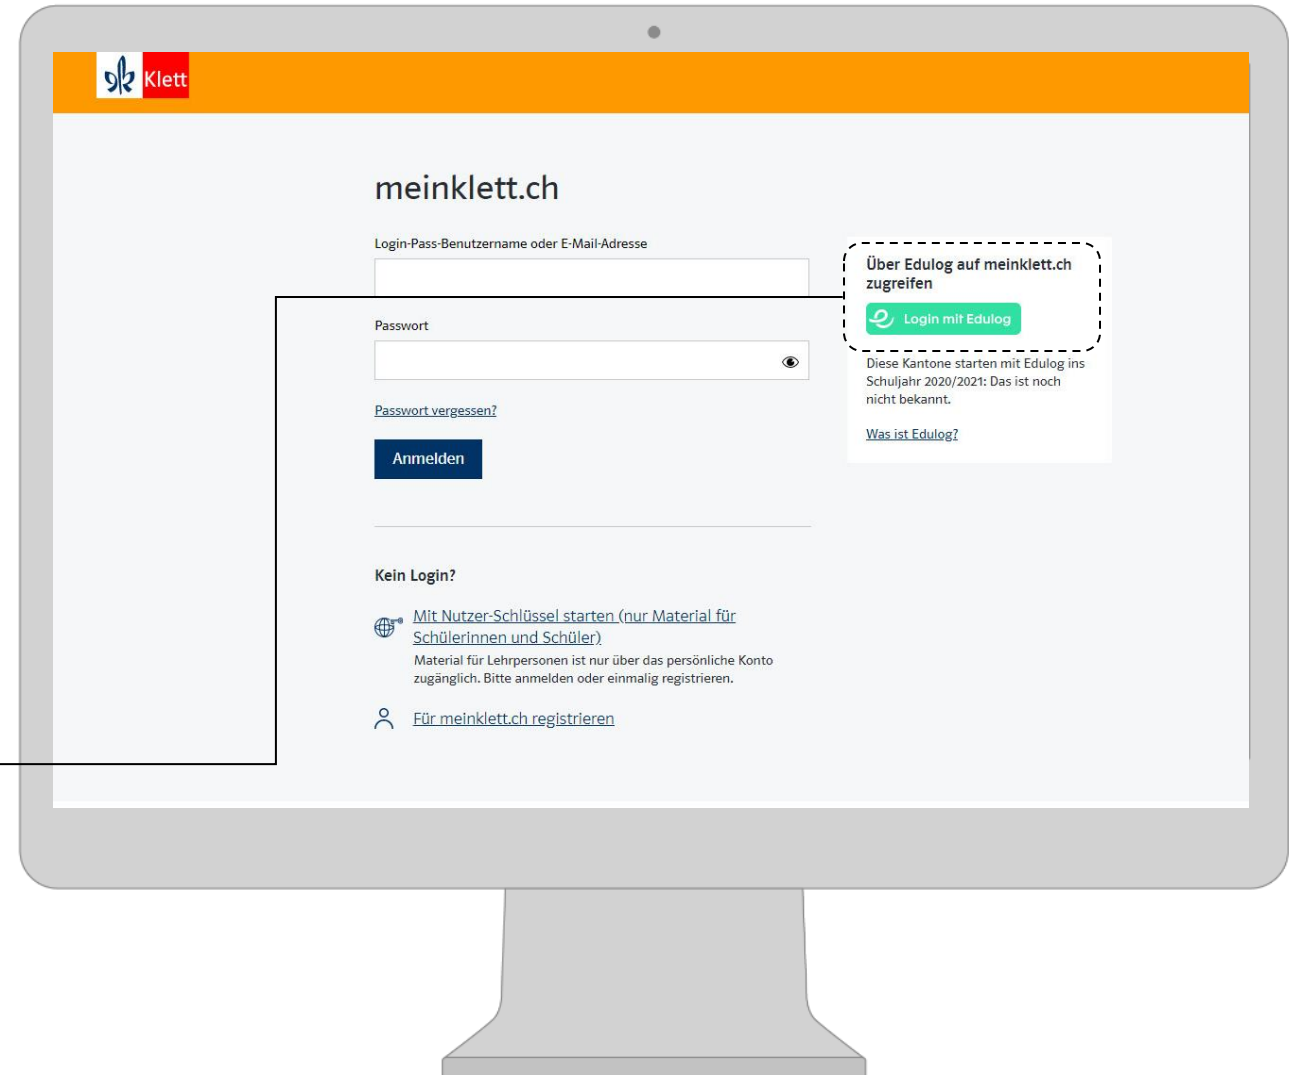 Klett
meinklett.ch
Login-Pass-Benutzername oder E-Mail-Adresse
Passwort
Passwort vergessen?
Anmelden
Über Edulog auf meinklett.ch
zugreifen
Login mit Edulog
Diese Kantone starten mit Edulog ins
Schuljahr 2020/2021: Das ist noch
nicht bekannt.
Was ist Edulog?
Kein Login?
Mit Nutzer-Schlüssel starten (nur Material für
Schülerinnen und Schüler)
Material für Lehrpersonen ist nur über das persönliche Konto
zugänglich. Bitte anmelden oder einmalig registrieren.
Für meinklett.ch registrieren